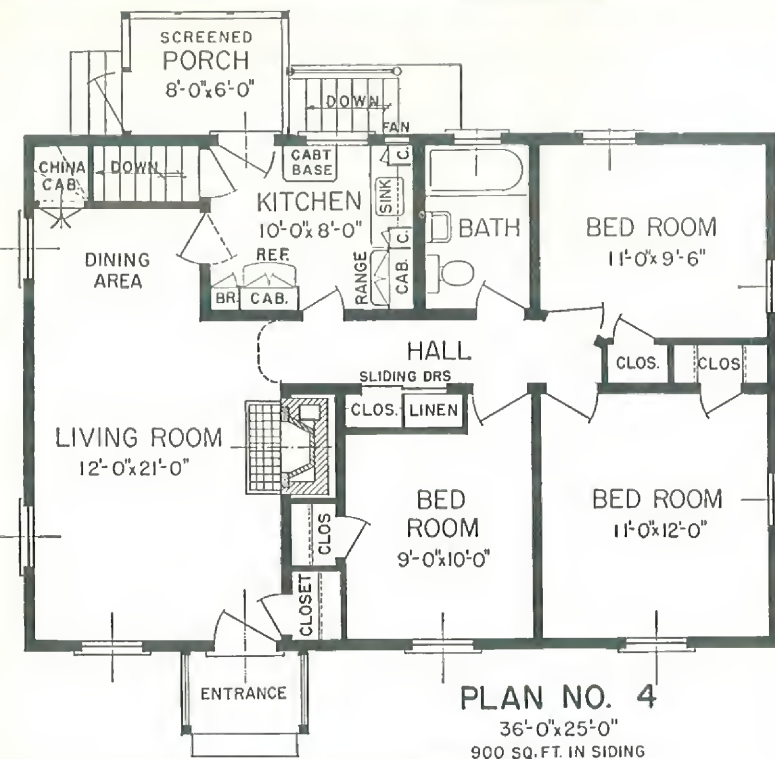 SCREENED
PORCH
8'-0"x6'-0"
DOWN
FAN
CHINA
CAB.
DOWN
CABT
BASE
C.
SINK
KITCHEN
10'-0"x8'-0"
C.
REF.
RANGE
CAB.
BR.
CAB.
BATH
BED ROOM
11'-0"x9'-6"
DINING
AREA
HALL
SLIDING DRS
CLOS.
LINEN
CLOS.
CLOS
LIVING ROOM
12'-0"x21'-0"
CLOS
CLOSET
BED
ROOM
9'-0"x10'-0"
BED ROOM
11'-0"x12'-0"
ENTRANCE
PLAN NO. 4
36'-0"x25'-0"
900 SQ.FT. IN SIDING